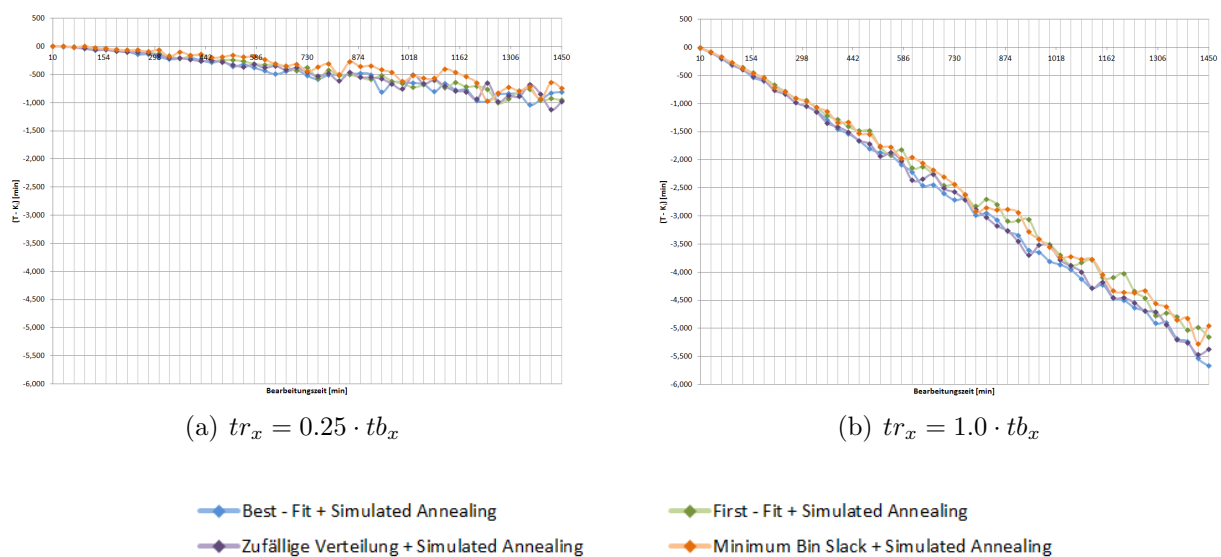 500
00
-500
-1,000
-1,500
-2,000
-2,500
-3,000
-3,500
-4,000
-4,500
-5,000
-5,500
-6,000
[T - Kᵢ) [min]
10 154 298 442 586 730 874 1018 1162 1306 1450
Bearbeitungszeit [min]
(a) trₓ = 0.25 · tbₓ
500
00
-500
-1,000
-1,500
-2,000
-2,500
-3,000
-3,500
-4,000
-4,500
-5,000
-5,500
-6,000
(T - Kᵢ) [min]
10 154 298 442 586 730 874 1018 1162 1306 1450
Bearbeitungszeit [min]
(b) trₓ = 1.0 · tbₓ
Best - Fit + Simulated Annealing
First - Fit + Simulated Annealing
Zufällige Verteilung + Simulated Annealing
Minimum Bin Slack + Simulated Annealing